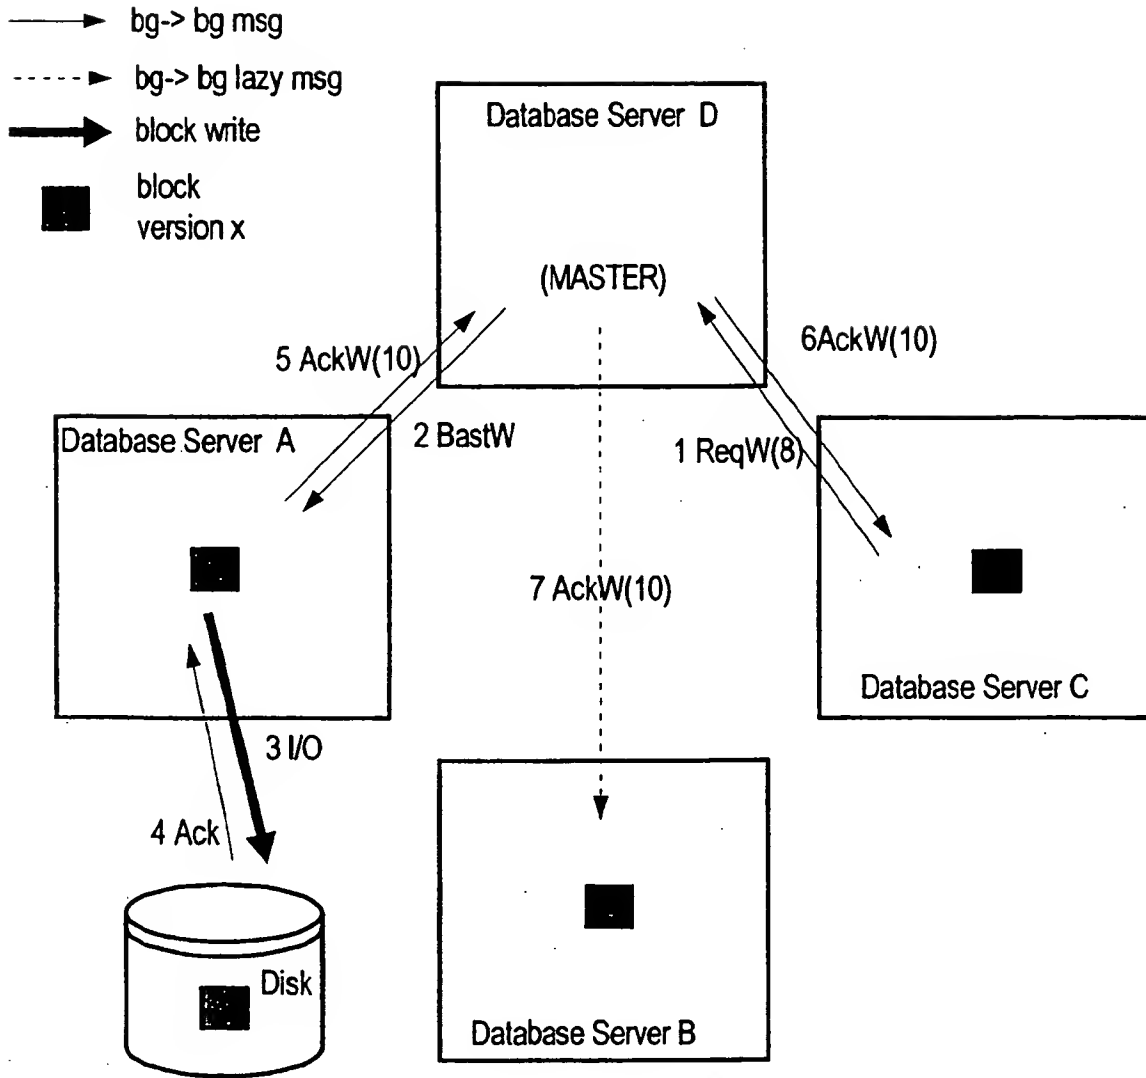 bg-> bg msg
bg-> bg lazy msg
block write
block
version x
Database Server D
(MASTER)
5 AckW(10)
6AckW(10)
Database Server A
2 BastW
1 ReqW(8)
7 AckW(10)
Database Server C
3 I/O
4 Ack
Disk
Database Server B